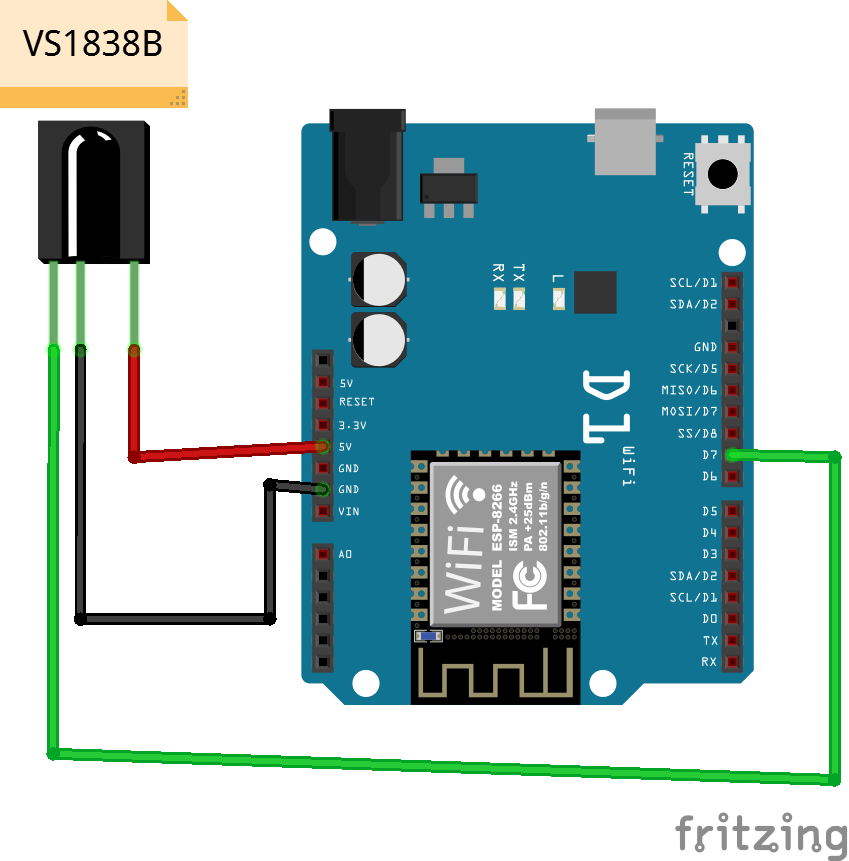 VS1838B
RESET
RX
TX
L
SCL/D1
SDA/D2
GND
SCK/D5
MISO/D6
MOSI/D7
SS/D8
D7
D6
D5
D4
D3
SDA/D2
SCL/D1
D0
TX
RX
5V
RESET
3.3V
5V
GND
GND
VIN
A0
D1
WiFi
WiFi
MODEL ESP-8266
ISM 2.4GHz
PA +25dBm
802.11b/g/n
FC
fritzing